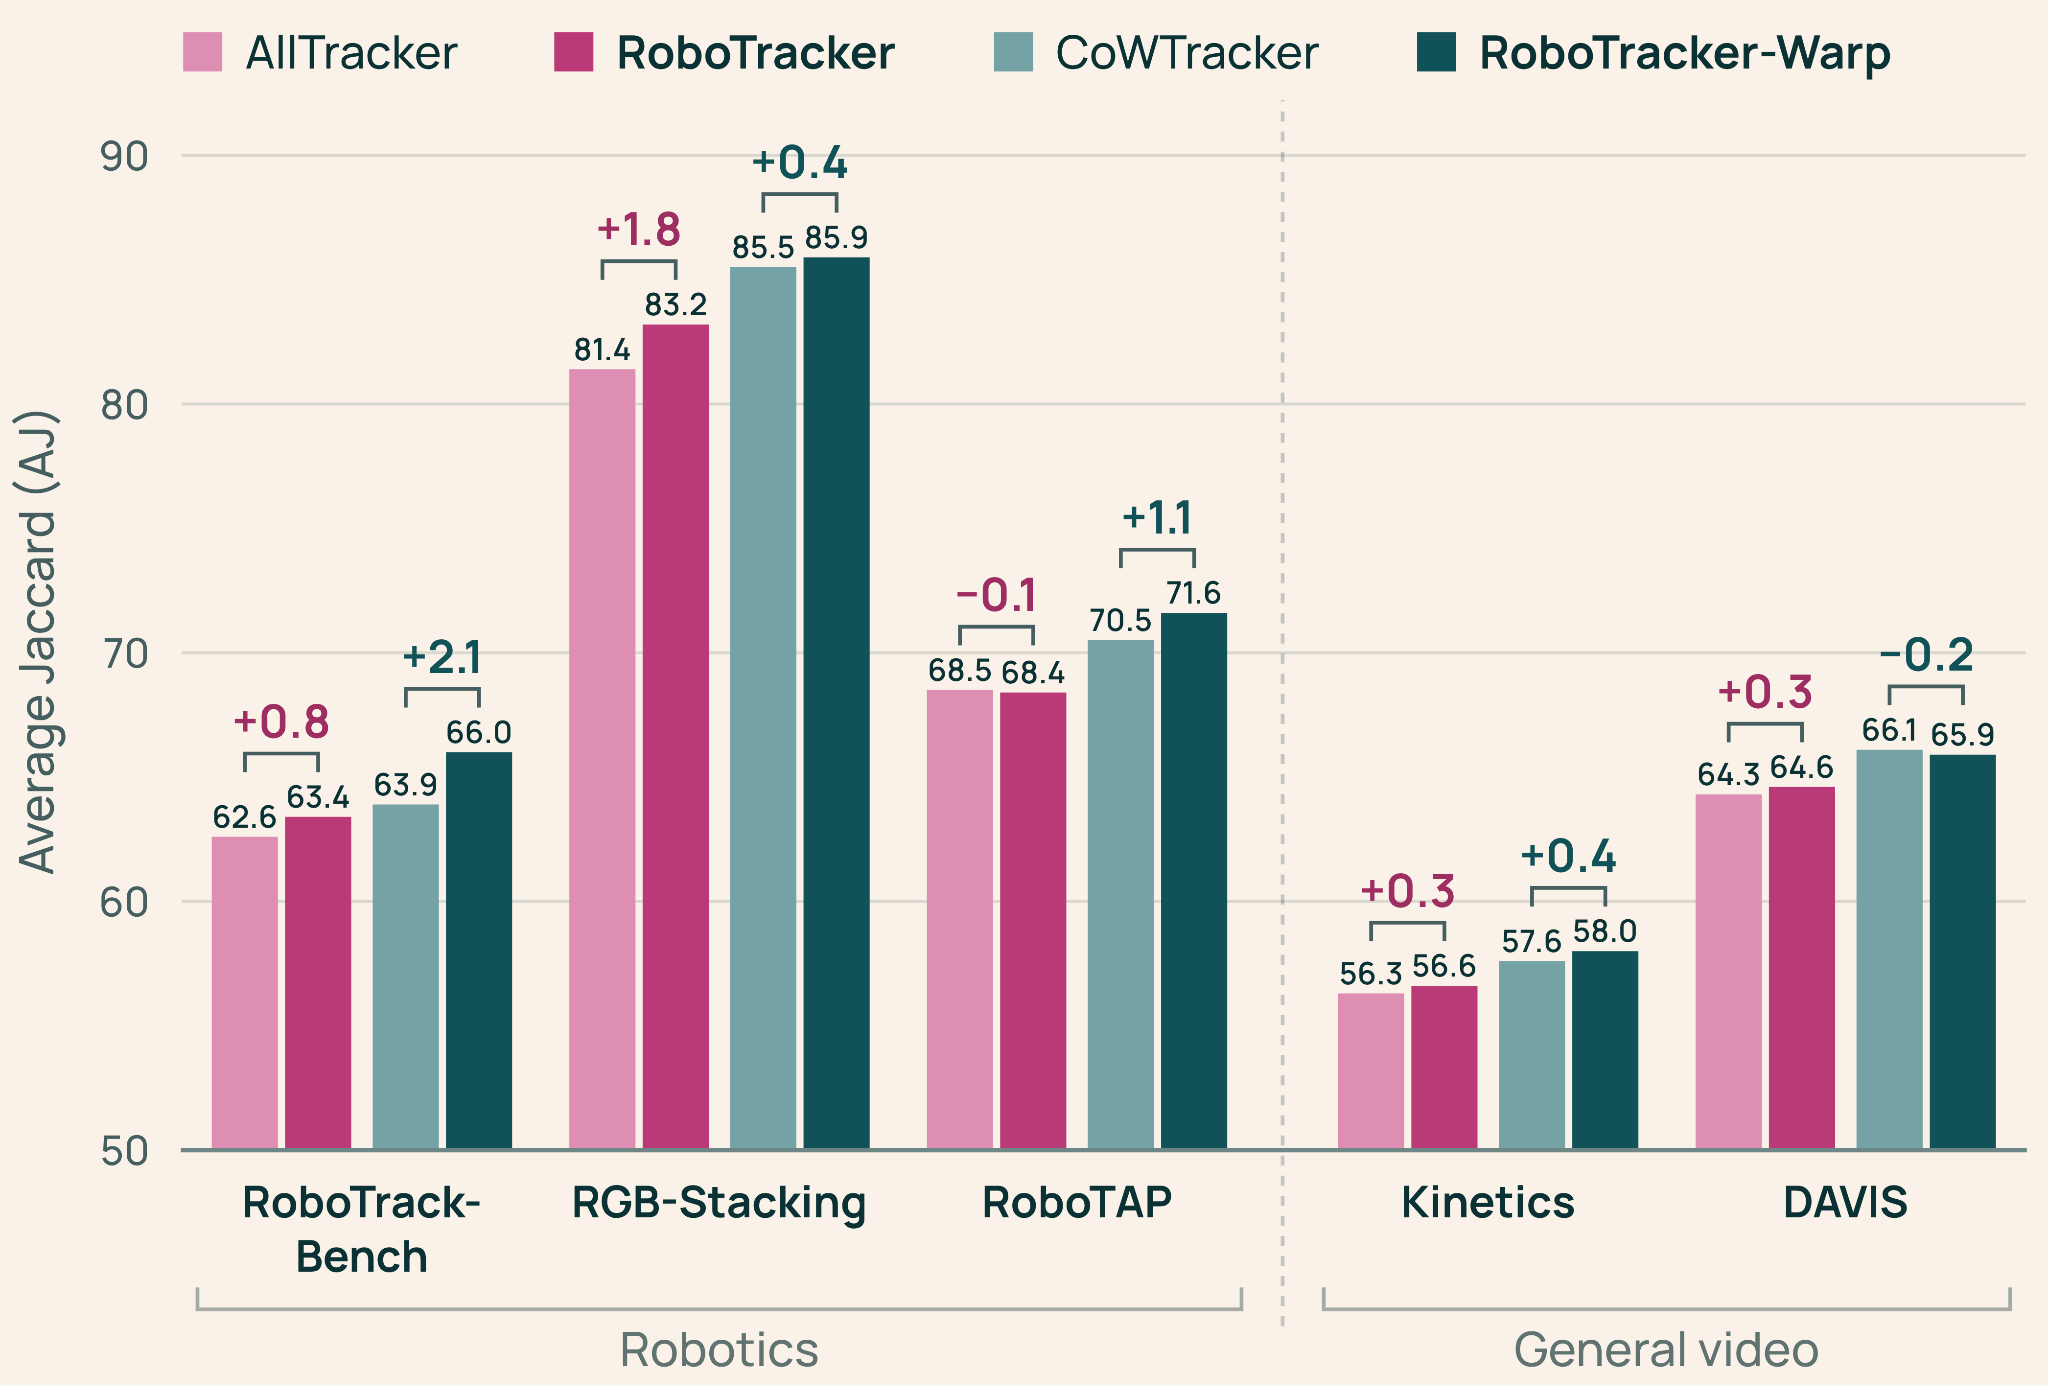 AllTracker RoboTracker CoWTracker RoboTracker-Warp
Average Jaccard (AJ)
90
80
70
60
50
+0.8
62.6 63.4
+2.1
63.9 66.0
+1.8
81.4 83.2
+0.4
85.5 85.9
−0.1
68.5 68.4
+1.1
70.5 71.6
+0.3
56.3 56.6
+0.4
57.6 58.0
+0.3
64.3 64.6
−0.2
66.1 65.9
RoboTrack-
Bench
RGB-Stacking
RoboTAP
Kinetics
DAVIS
Robotics
General video